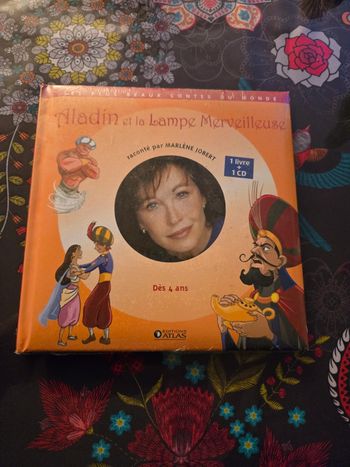 LES PLUS BEAUX CONTES DU MONDE
Aladin et la Lampe Merveilleuse
raconté par MARLÈNE JOBERT
1 livre
+
1 CD
Dès 4 ans
EDITIONS
ATLAS